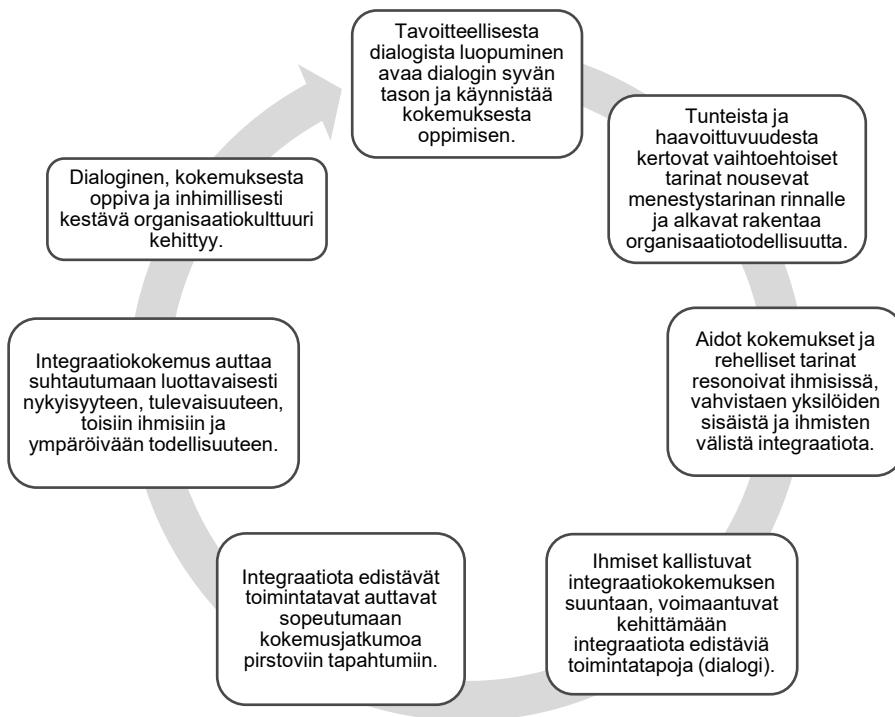 Tavoitteellisesta
dialogista luopuminen
avaa dialogin syvän
tason ja käynnistää
kokemuksesta
oppimisen.
Tunteista ja
haavoittuvuudesta
kertovat vaihtoehtoiset
tarinat nousevat
menestystarinan rinnalle
ja alkavat rakentaa
organisaatiotodellisuutta.
Aidot kokemukset ja
rehelliset tarinat
resonoivat ihmisissä,
vahvistaen yksilöiden
sisäistä ja ihmisten
välistä integraatiota.
Ihmiset kallistuvat
integraatiokokemuksen
suuntaan, voimaantuvat
kehittämään
integraatiota edistäviä
toimintatapoja (dialogi).
Integraatiota edistävät
toimintatavat auttavat
sopeutumaan
kokemusjatkumoa
pirstoviin tapahtumiin.
Integraatiokokemus auttaa
suhtautumaan luottavaisesti
nykyisyyteen, tulevaisuuteen,
toisiin ihmisiin ja
ympäröivään todellisuuteen.
Dialoginen, kokemuksesta
oppiva ja inhimillisesti
kestävä organisaatiokulttuuri
kehittyy.